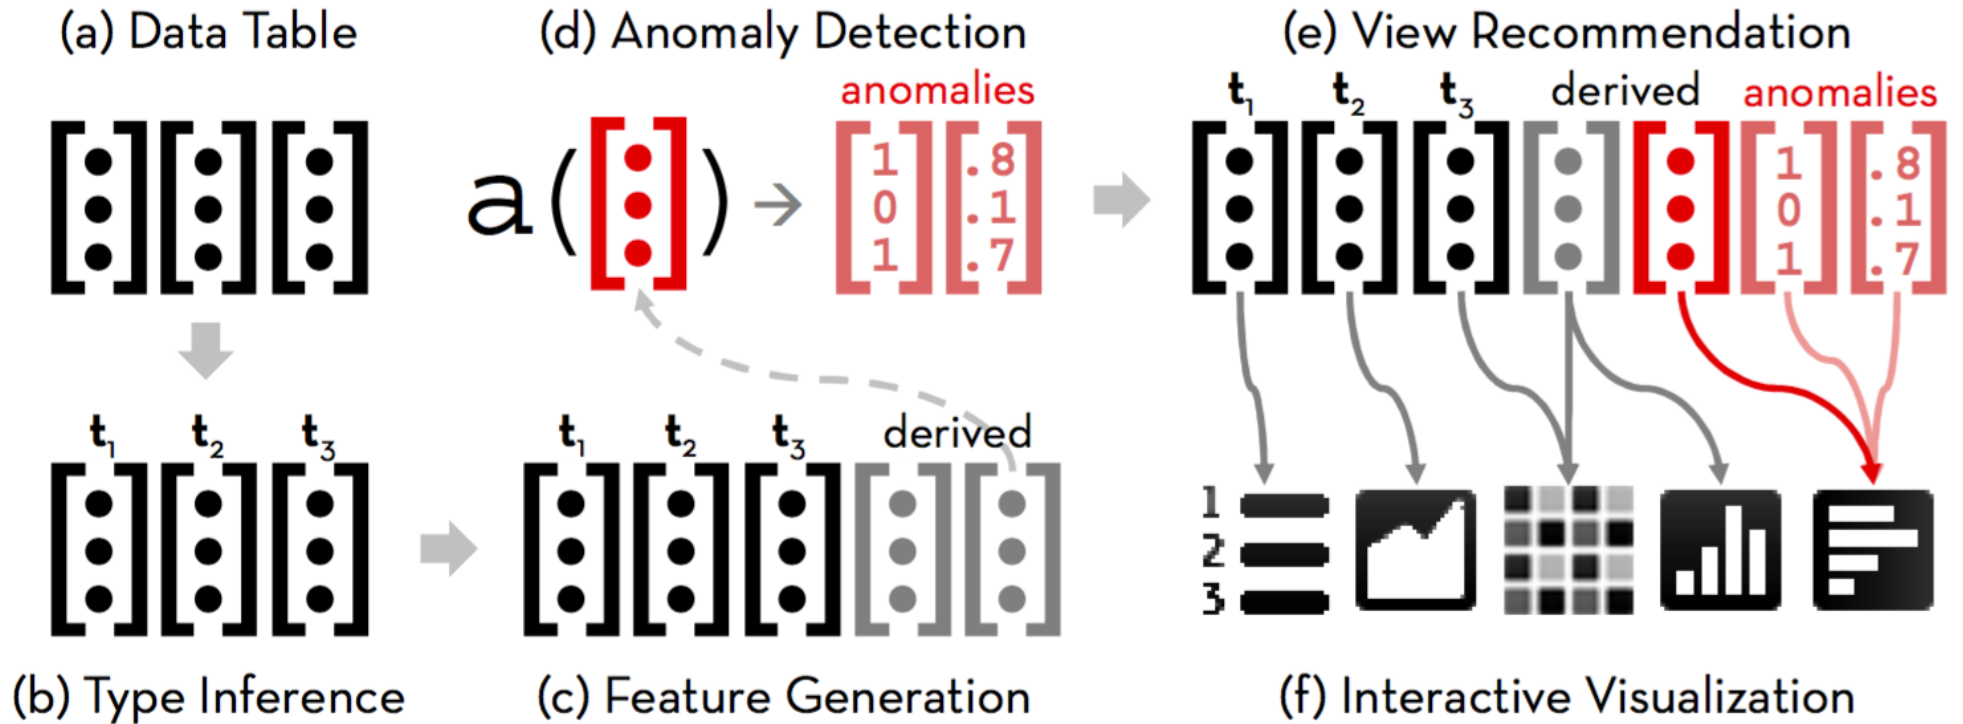 (a) Data Table
(d) Anomaly Detection
(e) View Recommendation
anomalies
t1 t2 t3 derived anomalies
a( ) → 1 .8
0 .1
1 .7
1 .8
0 .1
1 .7
t1 t2 t3
t1 t2 t3 derived
1
2
3
(b) Type Inference
(c) Feature Generation
(f) Interactive Visualization